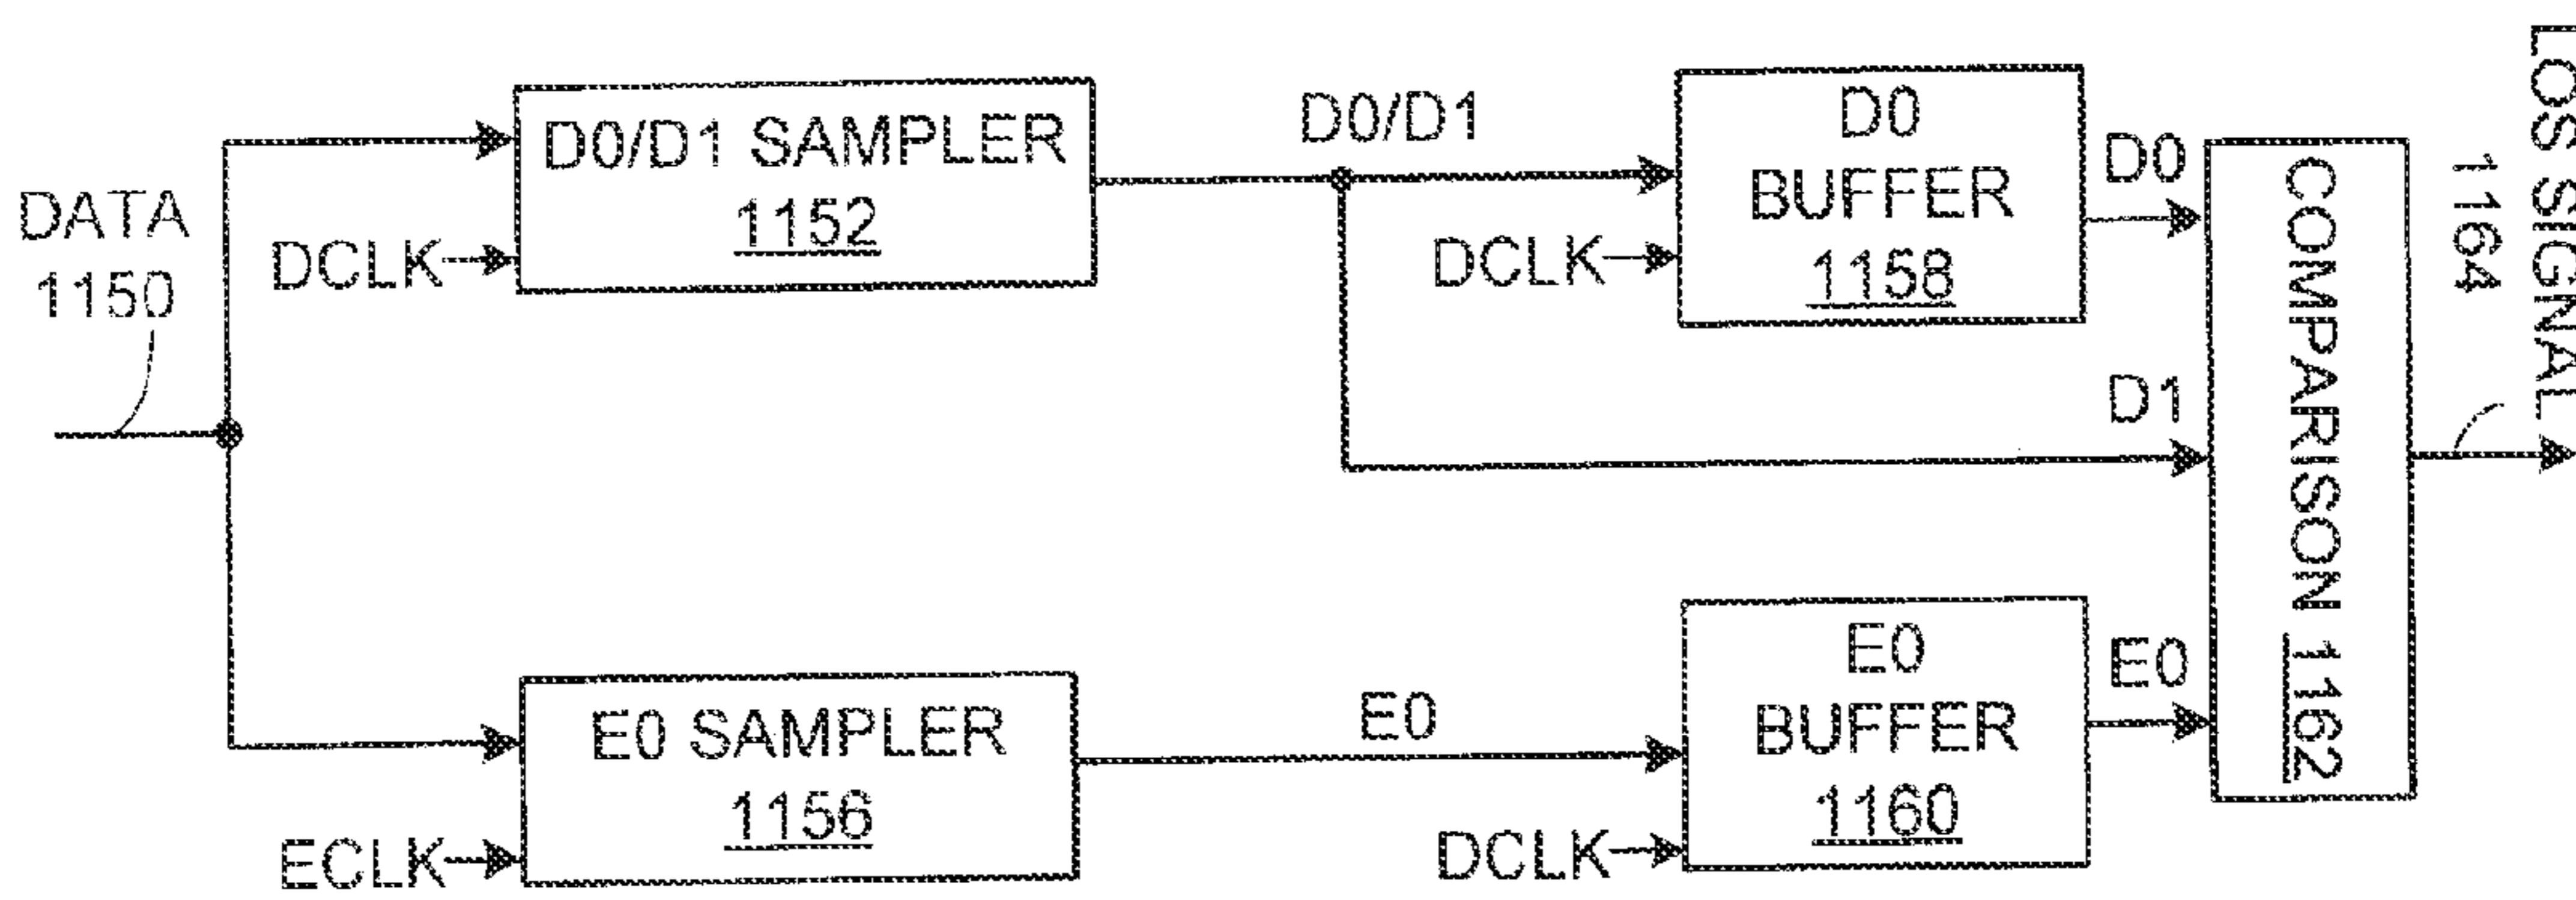 DATA
1150
D0/D1 SAMPLER
1152
DCLK
D0/D1
D0
BUFFER
1158
DCLK
D0
D1
E0 SAMPLER
1156
ECLK
E0
E0
BUFFER
1160
DCLK
E0
COMPARISON 1162
LOS SIGNAL
1164